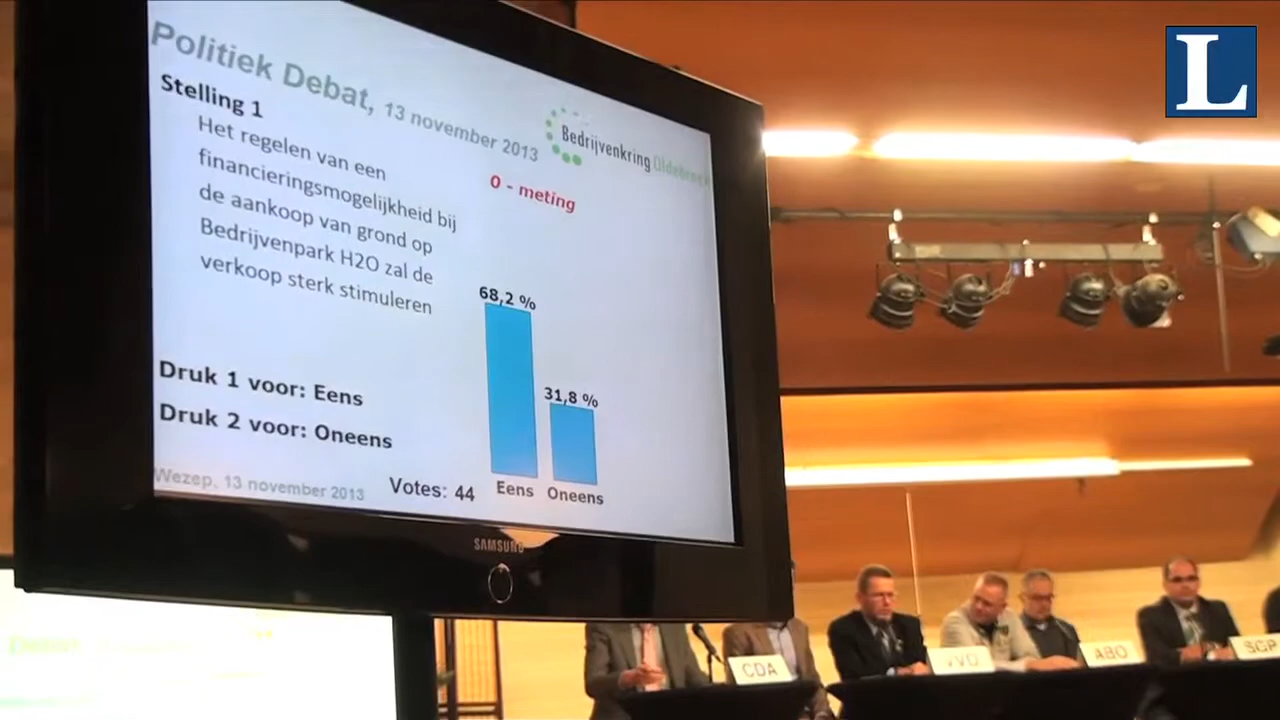 L
Politiek Debat, 13 november 2013
Bedrijvenkring Oldebroek
Stelling 1
Het regelen van een
financieringsmogelijkheid bij
de aankoop van grond op
Bedrijvenpark H2O zal de
verkoop sterk stimuleren
0 - meting
68,2 %
31,8 %
Druk 1 voor: Eens
Druk 2 voor: Oneens
Eens Oneens
Votes: 44
Wezep, 13 november 2013
SAMSUNG
CDA
VVD
ABO
SGP